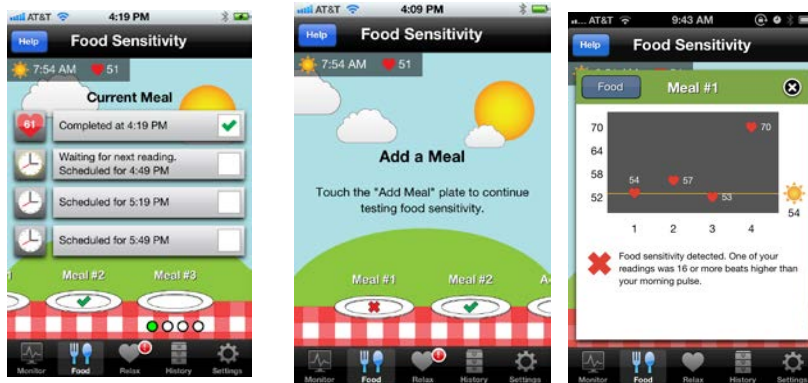 AT&T 4:19 PM
Help Food Sensitivity
7:54 AM 51
Current Meal
61 Completed at 4:19 PM
Waiting for next reading.
Scheduled for 4:49 PM
Scheduled for 5:19 PM
Scheduled for 5:49 PM
Meal #2 Meal #3
Monitor Food Relax History Settings
AT&T 4:09 PM
Help Food Sensitivity
7:54 AM 51
Add a Meal
Touch the "Add Meal" plate to continue
testing food sensitivity.
Meal #1 Meal #2 A
Monitor Food Relax History Settings
... AT&T 9:43 AM
Help Food Sensitivity
Food Meal #1
70
64
58
52
54 57 53 70
54
1 2 3 4
Food sensitivity detected. One of your
readings was 16 or more beats higher than
your morning pulse.
Monitor Food Relax History Settings